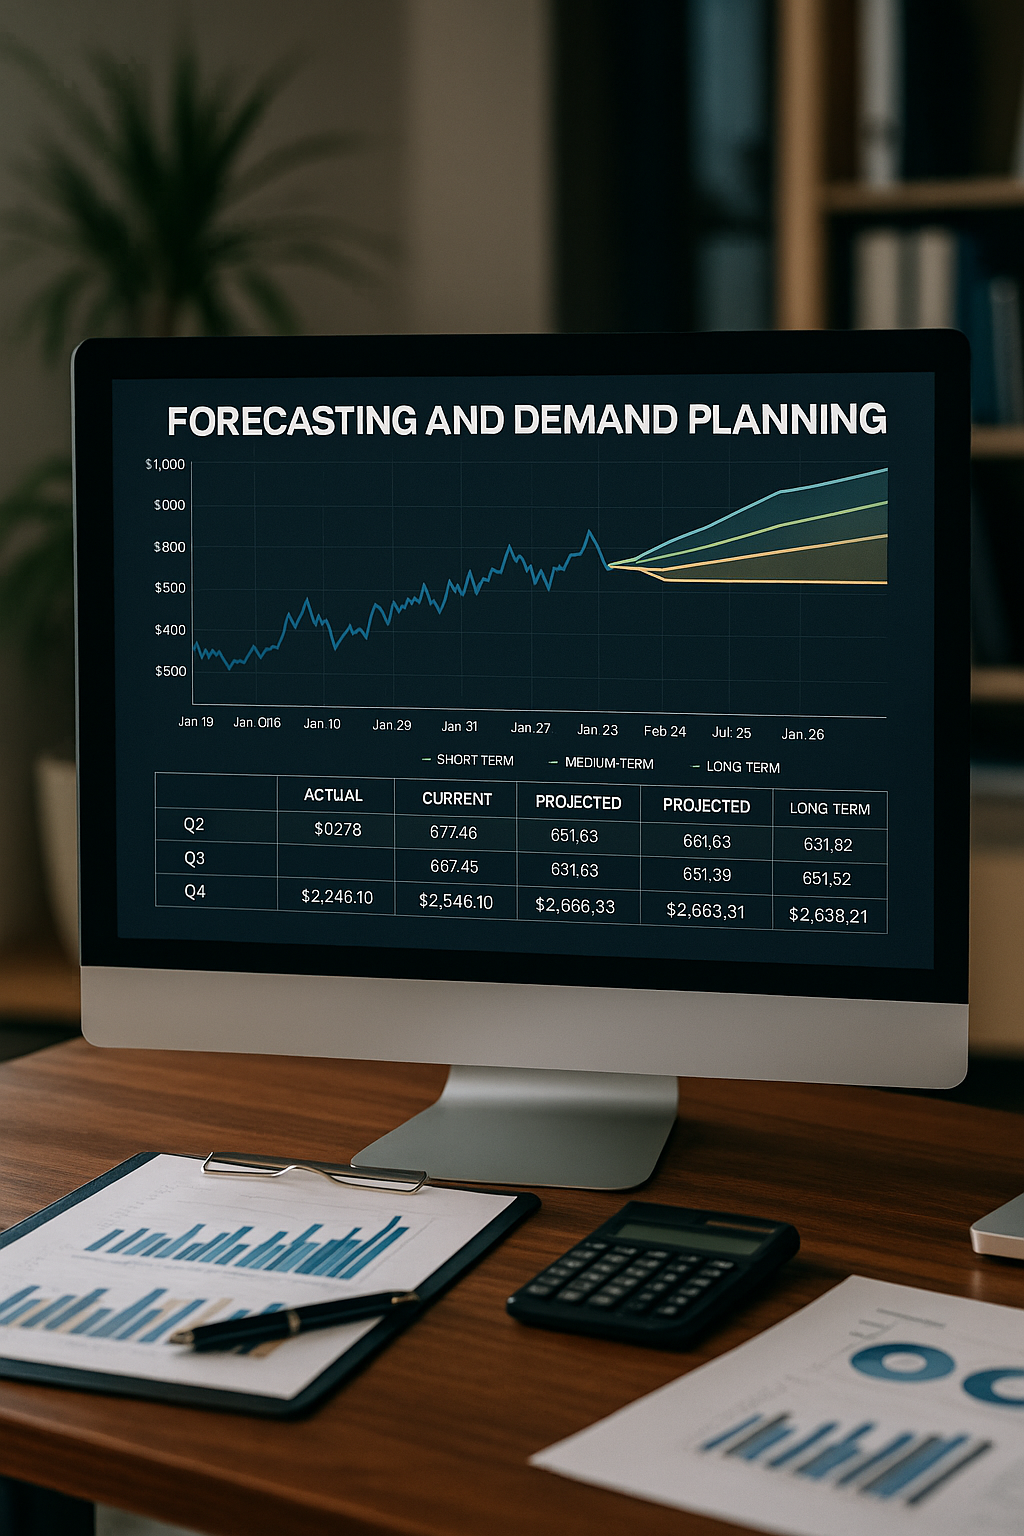 FORECASTING AND DEMAND PLANNING
$1,000
$000
$800
$500
$400
$500
Jan 19 Jan.0I16 Jan.10 Jan.29 Jan 31 Jan.27 Jan.23 Feb 24 Jul: 25 Jan.26
SHORT TERM MEDIUM-TERM LONG TERM
ACTUAL CURRENT PROJECTED PROJECTED LONG TERM
Q2 $0278 677.46 651,63 661,63 631,82
Q3 667.45 631,63 651,39 651,52
Q4 $2,246.10 $2,546.10 $2,666,33 $2,663,31 $2,638,21